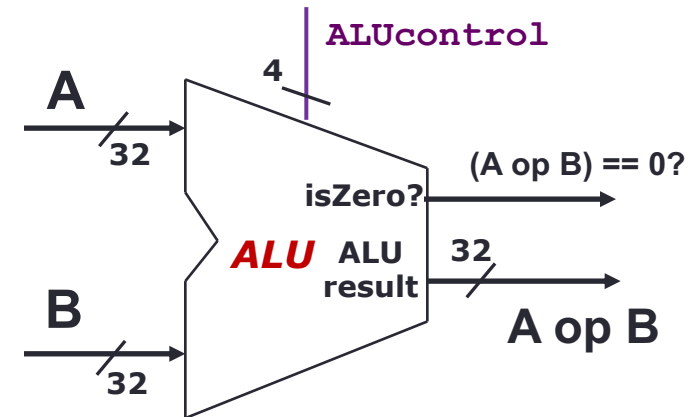 ALUcontrol
4
A
32
(A op B) == 0?
isZero?
ALU
ALU
result
32
A op B
B
32